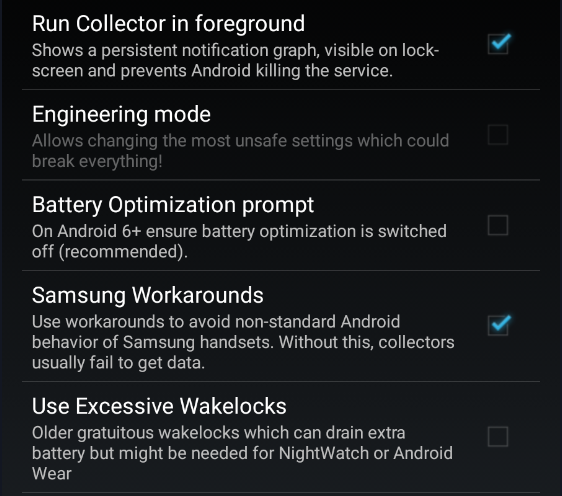 Run Collector in foreground
Shows a persistent notification graph, visible on lock-
screen and prevents Android killing the service.
Engineering mode
Allows changing the most unsafe settings which could
break everything!
Battery Optimization prompt
On Android 6+ ensure battery optimization is switched
off (recommended).
Samsung Workarounds
Use workarounds to avoid non-standard Android
behavior of Samsung handsets. Without this, collectors
usually fail to get data.
Use Excessive Wakelocks
Older gratuitous wakelocks which can drain extra
battery but might be needed for NightWatch or Android
Wear